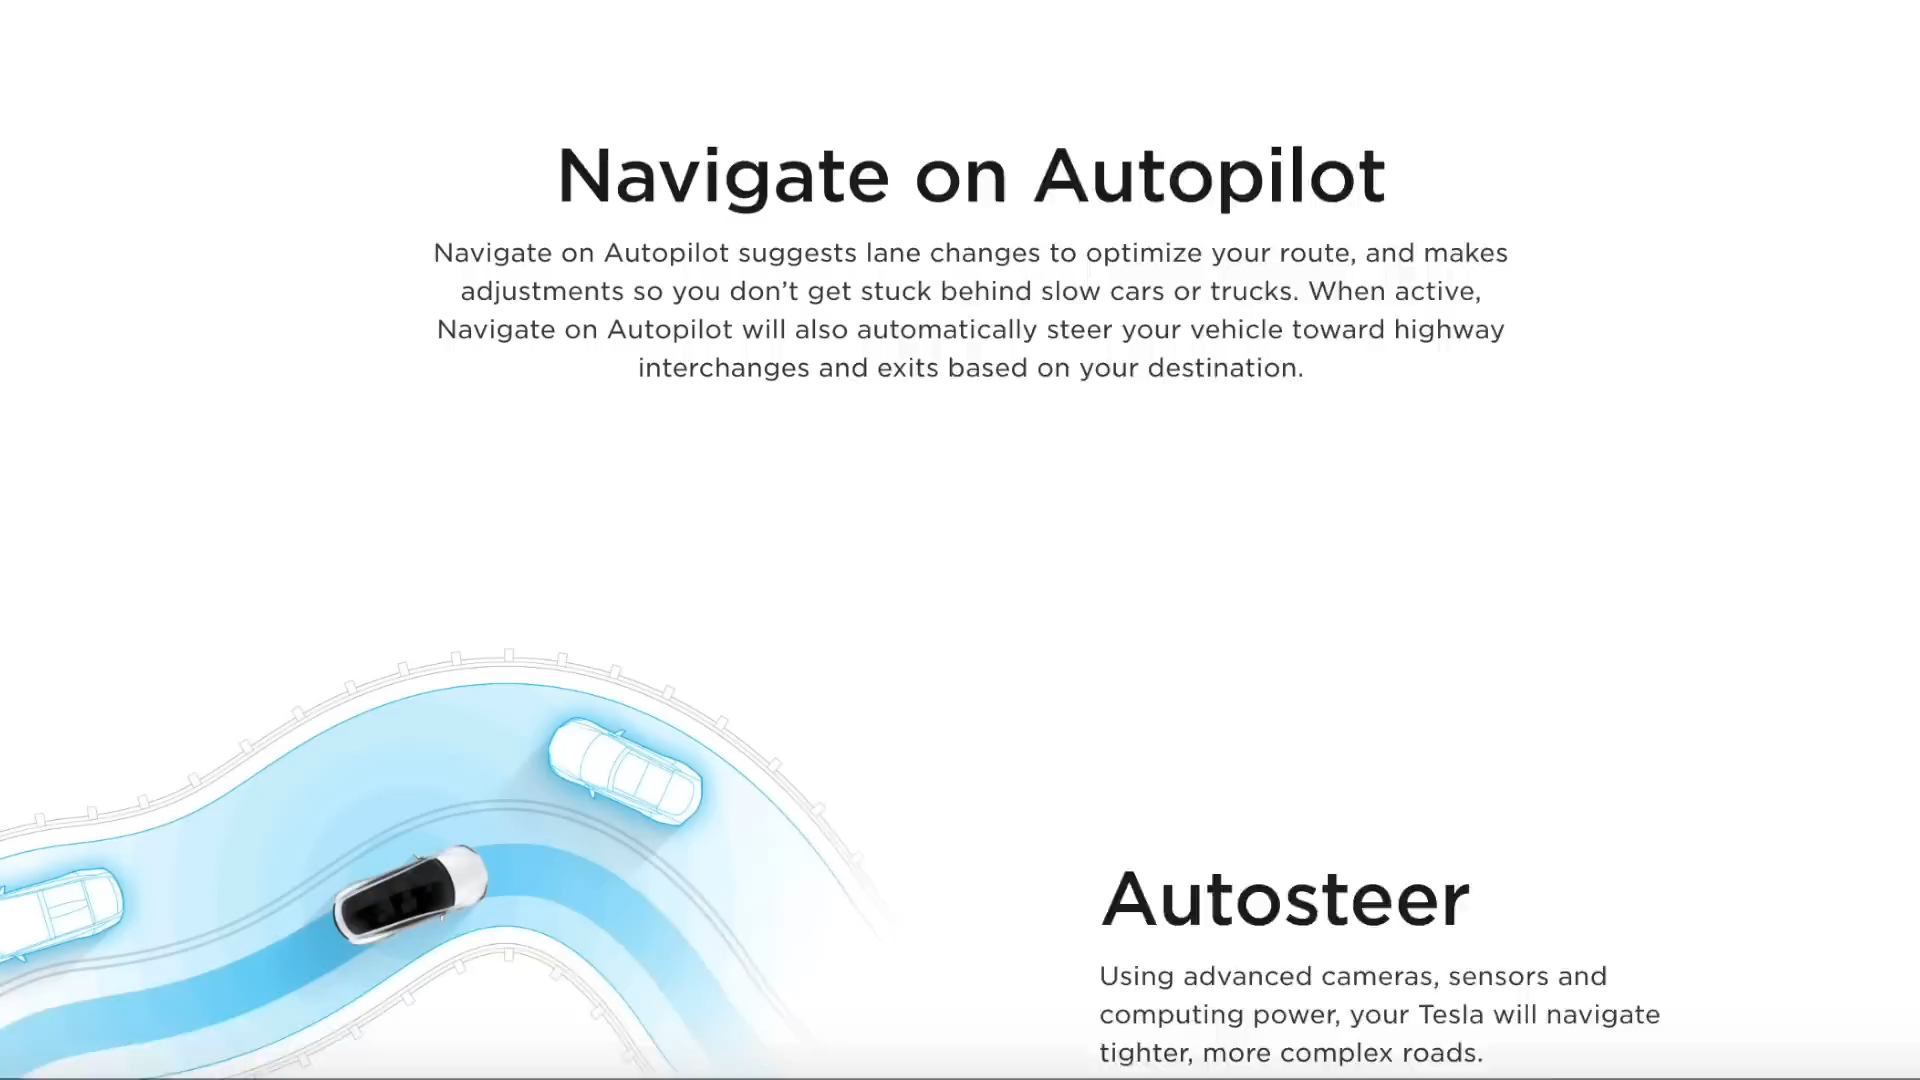 Navigate on Autopilot
Navigate on Autopilot suggests lane changes to optimize your route, and makes
adjustments so you don’t get stuck behind slow cars or trucks. When active,
Navigate on Autopilot will also automatically steer your vehicle toward highway
interchanges and exits based on your destination.
Autosteer
Using advanced cameras, sensors and
computing power, your Tesla will navigate
tighter, more complex roads.